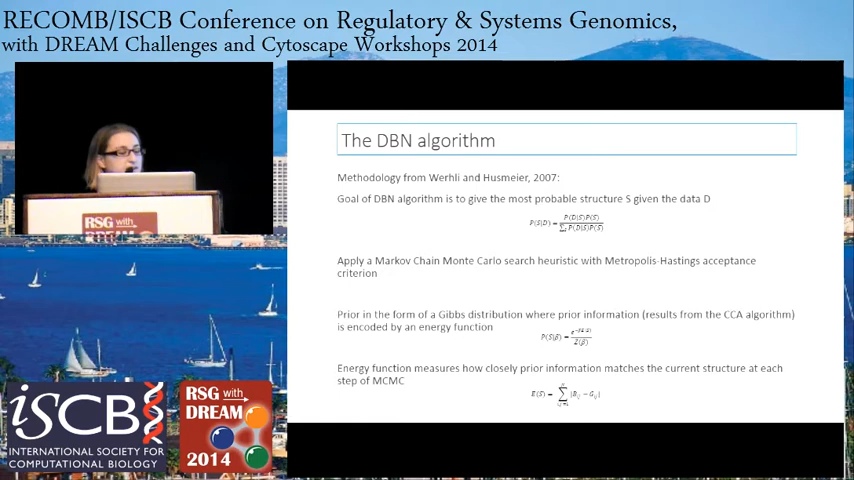 RECOMB/ISCB Conference on Regulatory & Systems Genomics,
with DREAM Challenges and Cytoscape Workshops 2014
RSG with
The DBN algorithm
Methodology from Werhli and Husmeier, 2007:
Goal of DBN algorithm is to give the most probable structure S given the data D
P(S|D) = P(D|S)P(S) / ∑ P(D|S)P(S)
Apply a Markov Chain Monte Carlo search heuristic with Metropolis-Hastings acceptance
criterion
Prior in the form of a Gibbs distribution where prior information (results from the CCA algorithm)
is encoded by an energy function
Energy function measures how closely prior information matches the current structure at each
step of MCMC
iSCB
INTERNATIONAL SOCIETY FOR
COMPUTATIONAL BIOLOGY
RSG with
DREAM
2014